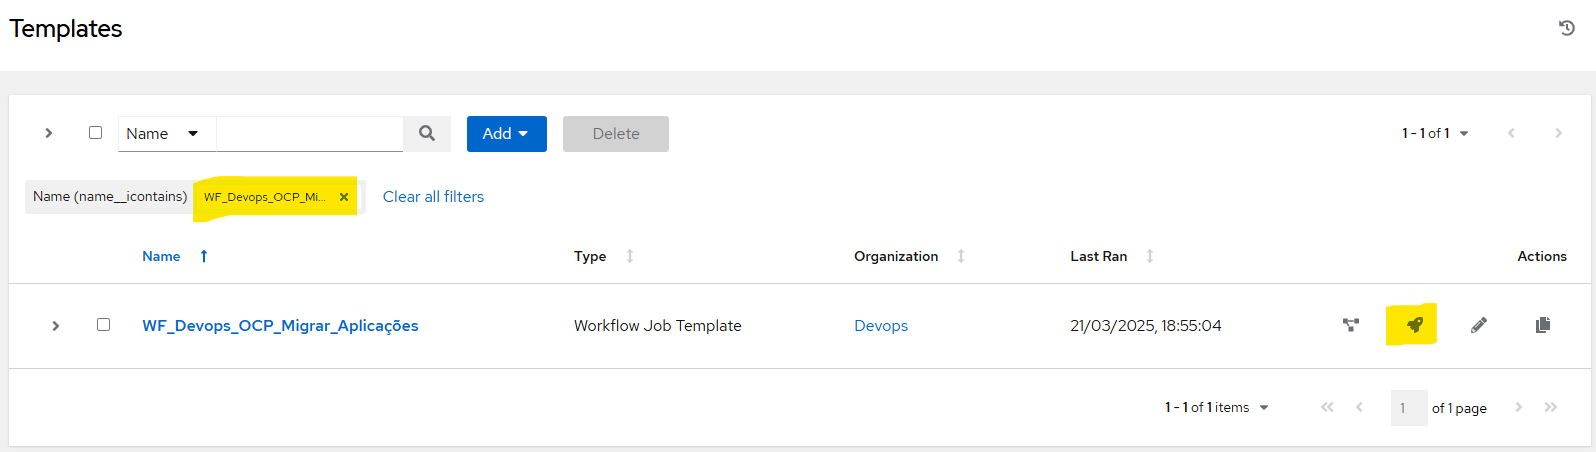 Templates
Name
Add
Delete
1 - 1 of 1
Name (name__icontains)
WF_Devops_OCP_Mi...
Clear all filters
Name Type Organization Last Ran Actions
WF_Devops_OCP_Migrar_Aplicações Workflow Job Template Devops 21/03/2025, 18:55:04
1 - 1 of 1 items 1 of 1 page